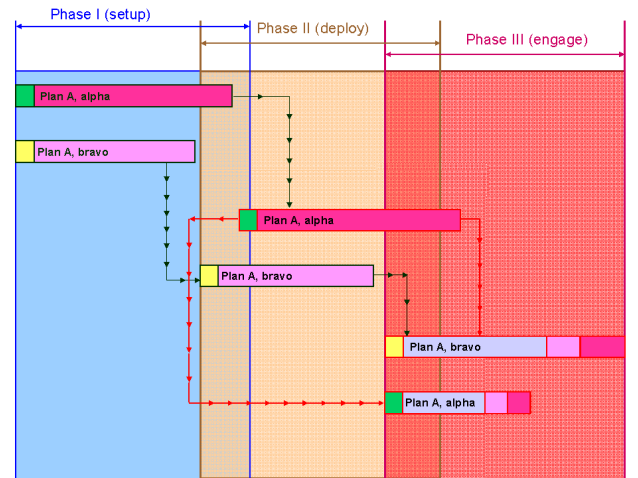 Phase I (setup)
Phase II (deploy)
Phase III (engage)
Plan A, alpha
Plan A, bravo
Plan A, alpha
Plan A, bravo
Plan A, bravo
Plan A, alpha